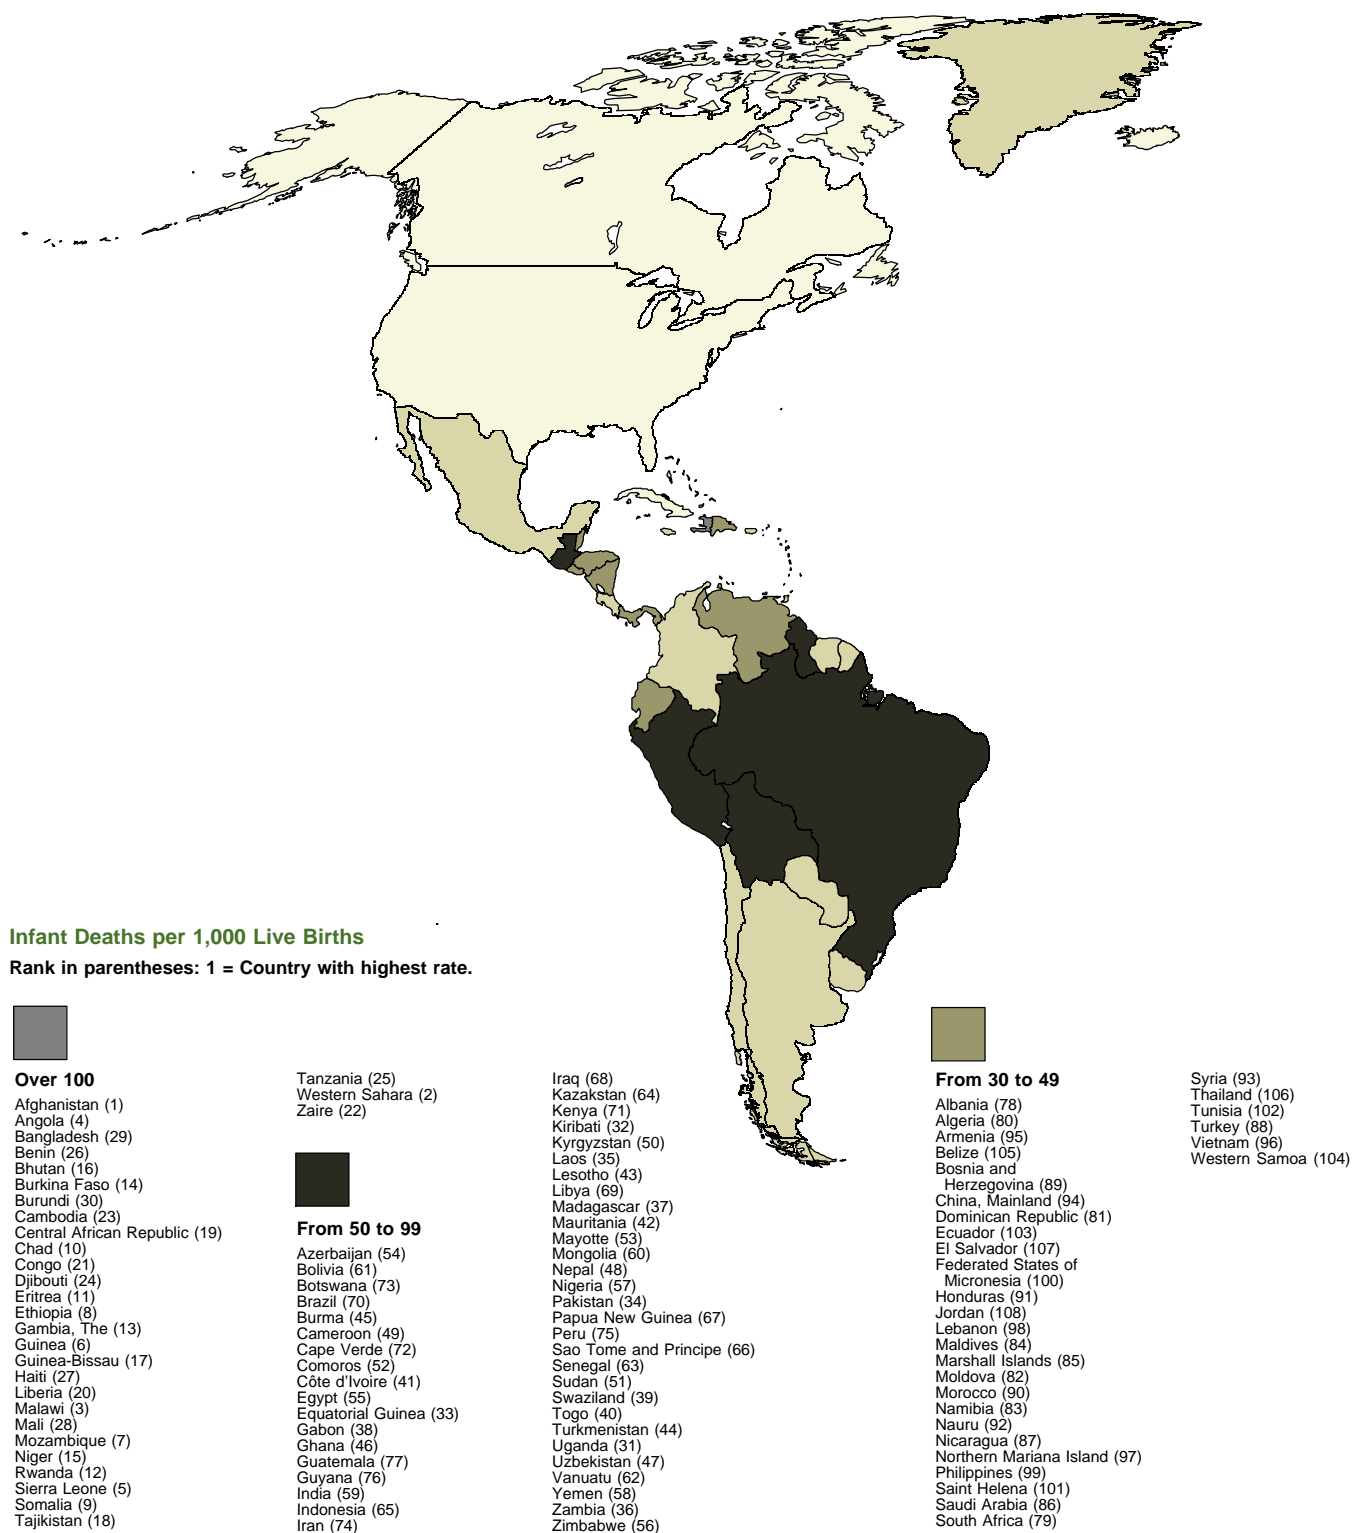 Infant Deaths per 1,000 Live Births
Rank in parentheses: 1 = Country with highest rate.
Over 100
Afghanistan (1)
Angola (4)
Bangladesh (29)
Benin (26)
Bhutan (16)
Burkina Faso (14)
Burundi (30)
Cambodia (23)
Central African Republic (19)
Chad (10)
Congo (21)
Djibouti (24)
Eritrea (11)
Ethiopia (8)
Gambia, The (13)
Guinea (6)
Guinea-Bissau (17)
Haiti (27)
Liberia (20)
Malawi (3)
Mali (28)
Mozambique (7)
Niger (15)
Rwanda (12)
Sierra Leone (5)
Somalia (9)
Tajikistan (18)
Tanzania (25)
Western Sahara (2)
Zaire (22)
From 50 to 99
Azerbaijan (54)
Bolivia (61)
Botswana (73)
Brazil (70)
Burma (45)
Cameroon (49)
Cape Verde (72)
Comoros (52)
Côte d'Ivoire (41)
Egypt (55)
Equatorial Guinea (33)
Gabon (38)
Ghana (46)
Guatemala (77)
Guyana (76)
India (59)
Indonesia (65)
Iran (74)
Iraq (68)
Kazakstan (64)
Kenya (71)
Kiribati (32)
Kyrgyzstan (50)
Laos (35)
Lesotho (43)
Libya (69)
Madagascar (37)
Mauritania (42)
Mayotte (53)
Mongolia (60)
Nepal (48)
Nigeria (57)
Pakistan (34)
Papua New Guinea (67)
Peru (75)
Sao Tome and Principe (66)
Senegal (63)
Sudan (51)
Swaziland (39)
Togo (40)
Turkmenistan (44)
Uganda (31)
Uzbekistan (47)
Vanuatu (62)
Yemen (58)
Zambia (36)
Zimbabwe (56)
From 30 to 49
Albania (78)
Algeria (80)
Armenia (95)
Belize (105)
Bosnia and
Herzegovina (89)
China, Mainland (94)
Dominican Republic (81)
Ecuador (103)
El Salvador (107)
Federated States of
Micronesia (100)
Honduras (91)
Jordan (108)
Lebanon (98)
Maldives (84)
Marshall Islands (85)
Moldova (82)
Morocco (90)
Namibia (83)
Nauru (92)
Nicaragua (87)
Northern Mariana Island (97)
Philippines (99)
Saint Helena (101)
Saudi Arabia (86)
South Africa (79)
Syria (93)
Thailand (106)
Tunisia (102)
Turkey (88)
Vietnam (96)
Western Samoa (104)